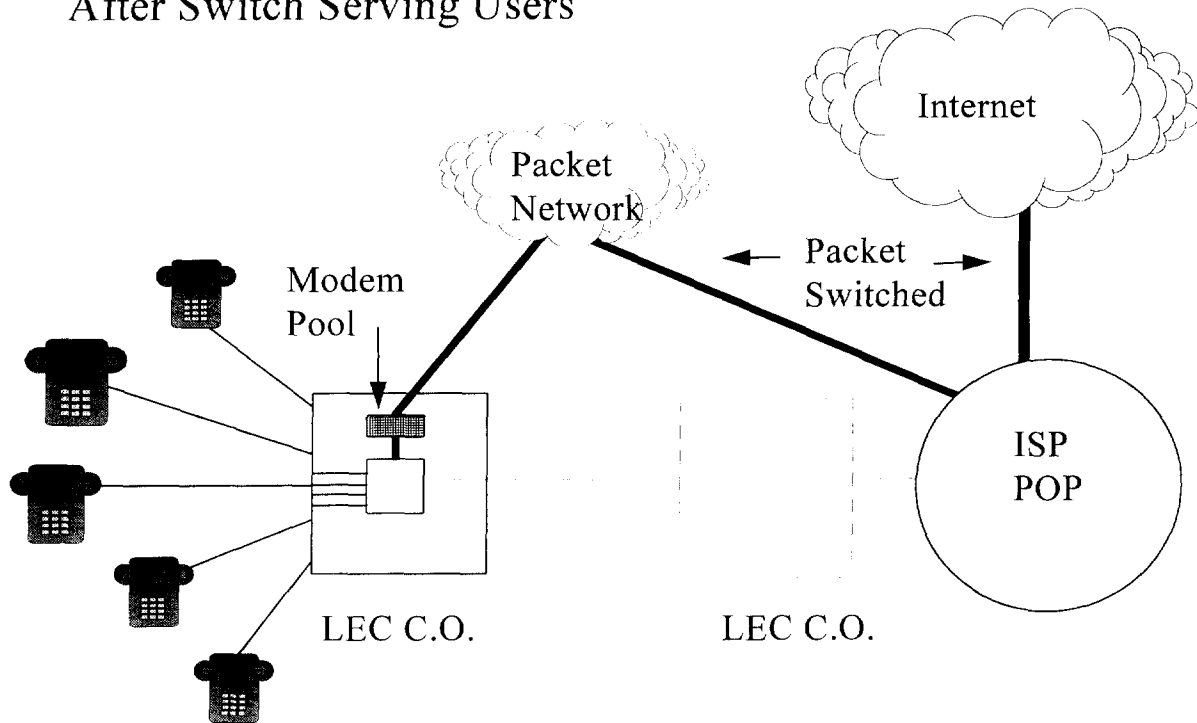 After Switch Serving Users
Internet
Packet
Network
Packet
Switched
Modem
Pool
ISP
POP
LEC C.O.
LEC C.O.